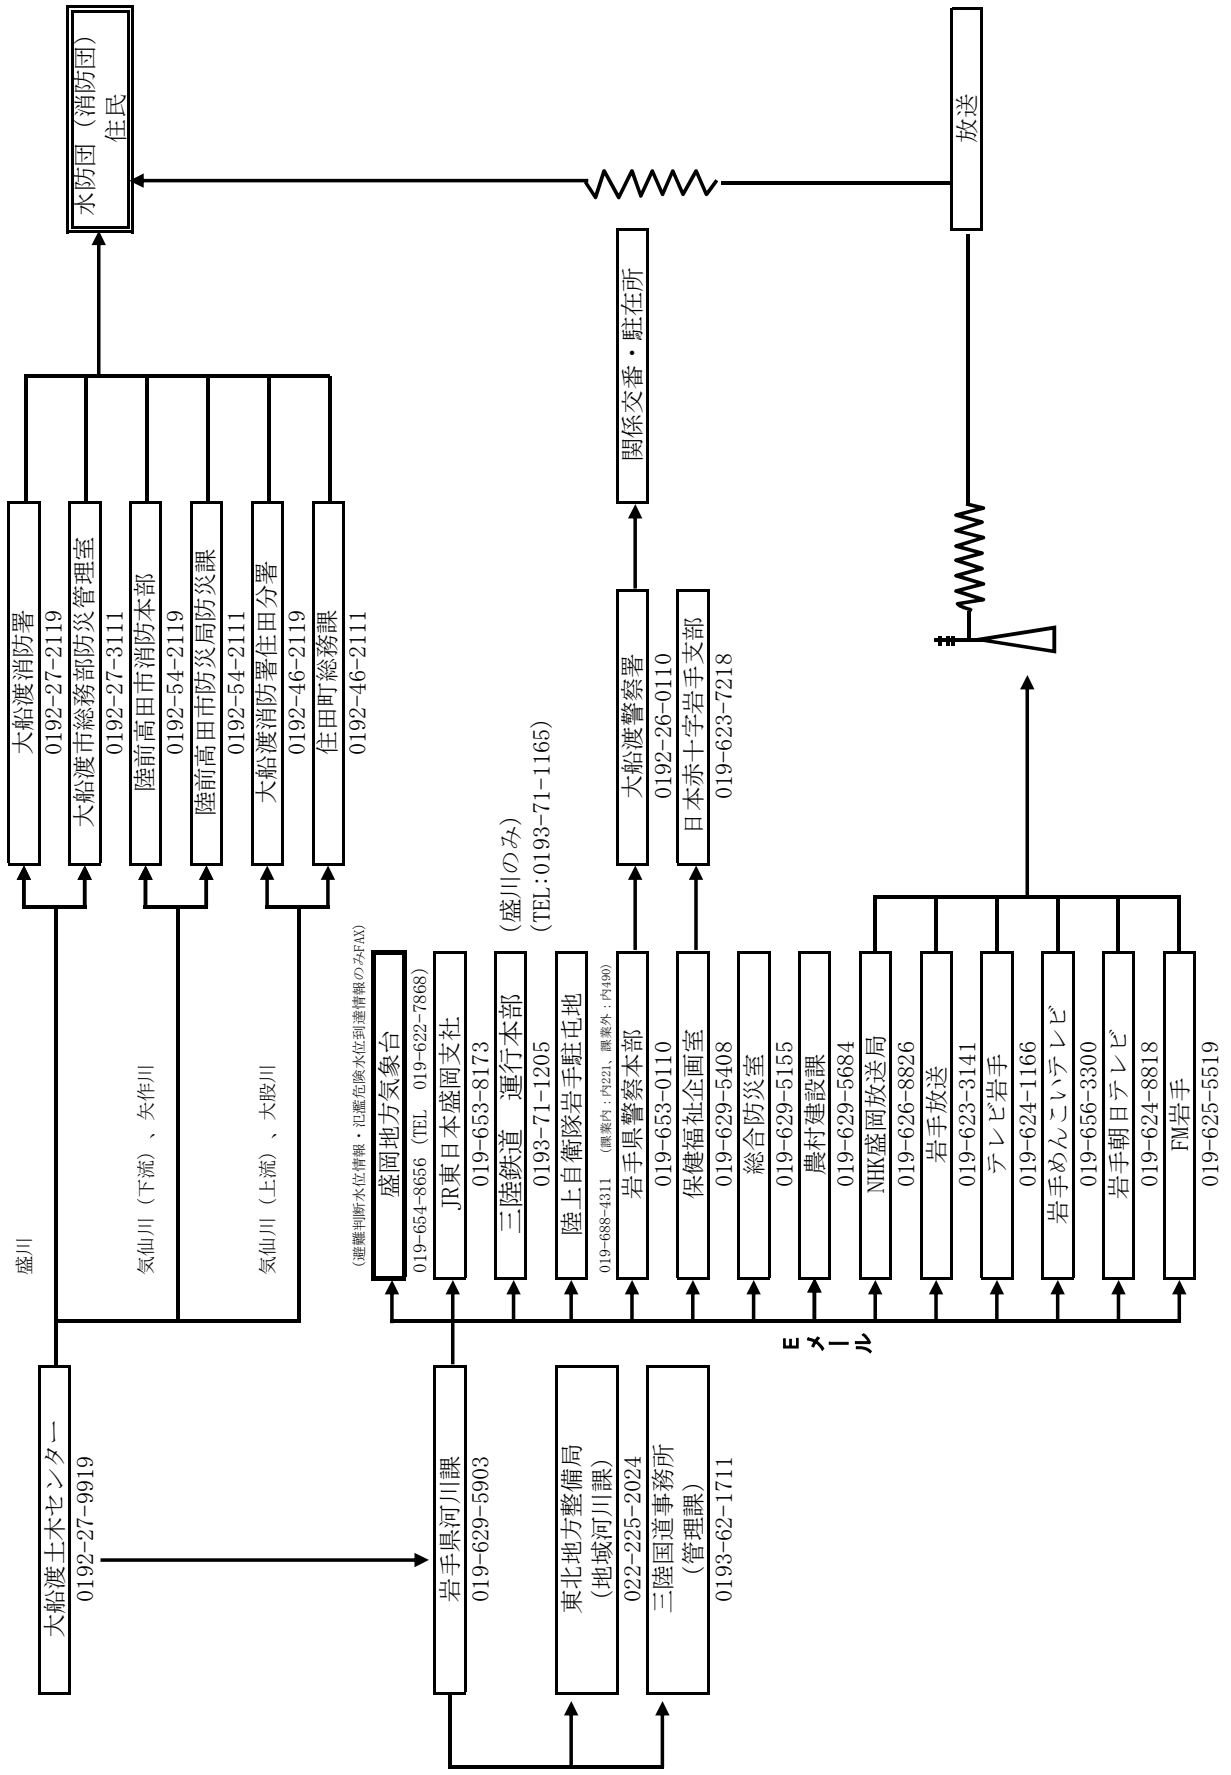 大船渡土木センター
0192-27-9919
盛川
大船渡消防署
0192-27-2119
大船渡市総務部防災管理室
0192-27-3111
気仙川（下流）、矢作川
陸前高田市消防本部
0192-54-2119
陸前高田市防災局防災課
0192-54-2111
気仙川（上流）、大股川
大船渡消防署住田分署
0192-46-2119
住田町総務課
0192-46-2111
水防団（消防団）
住民
(避難判断水位情報・氾濫危険水位到達情報のみFAX)
盛岡地方気象台
019-654-8656（TEL 019-622-7868）
岩手県河川課
019-629-5903
JR東日本盛岡支社
019-653-8173
三陸鉄道　運行本部
(盛川のみ)
0193-71-1205
(TEL:0193-71-1165)
東北地方整備局
(地域河川課)
022-225-2024
三陸国道事務所
(管理課)
0193-62-1711
陸上自衛隊岩手駐屯地
019-688-4311　(課業内：内221、課業外：内490)
岩手県警察本部
019-653-0110
大船渡警察署
0192-26-0110
関係交番・駐在所
保健福祉企画室
019-629-5408
日本赤十字岩手支部
019-623-7218
総合防災室
019-629-5155
Eメール
農村建設課
019-629-5684
NHK盛岡放送局
019-626-8826
岩手放送
019-623-3141
テレビ岩手
019-624-1166
岩手めんこいテレビ
019-656-3300
岩手朝日テレビ
019-624-8818
FM岩手
019-625-5519
放送